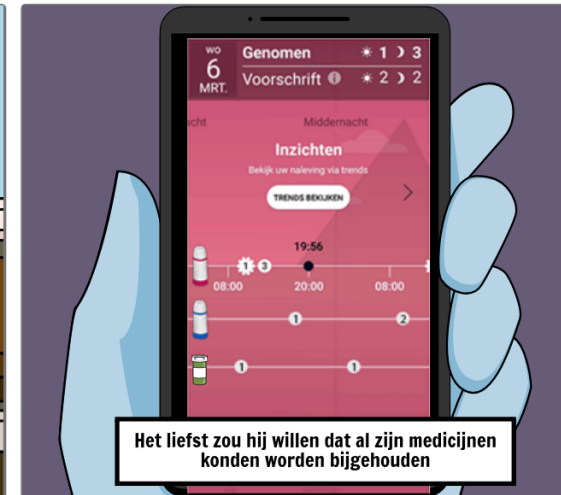 WO
6
MRT.
Genomen ☀ 1 ☽ 3
Voorschrift ℹ ☀ 2 ☽ 2
acht Middernacht
Inzichten
Bekijk uw naleving via trends
TRENDS BEKIJKEN
19:56
1 3
08:00 20:00 08:00
1 2
1 1
Het liefst zou hij willen dat al zijn medicijnen
konden worden bijgehouden